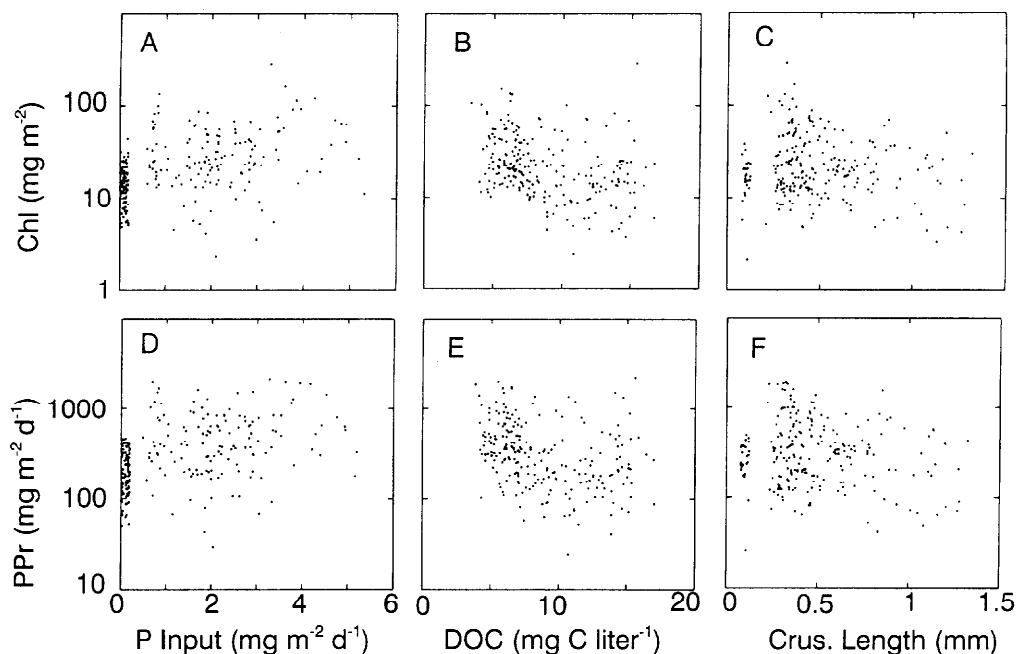 A
B
C
Chl (mg m⁻²)
100
10
1
D
E
F
PPr (mg m⁻² d⁻¹)
1000
100
10
0
2
4
6
0
10
20
0
0.5
1
1.5
P Input (mg m⁻² d⁻¹)
DOC (mg C liter⁻¹)
Crus. Length (mm)